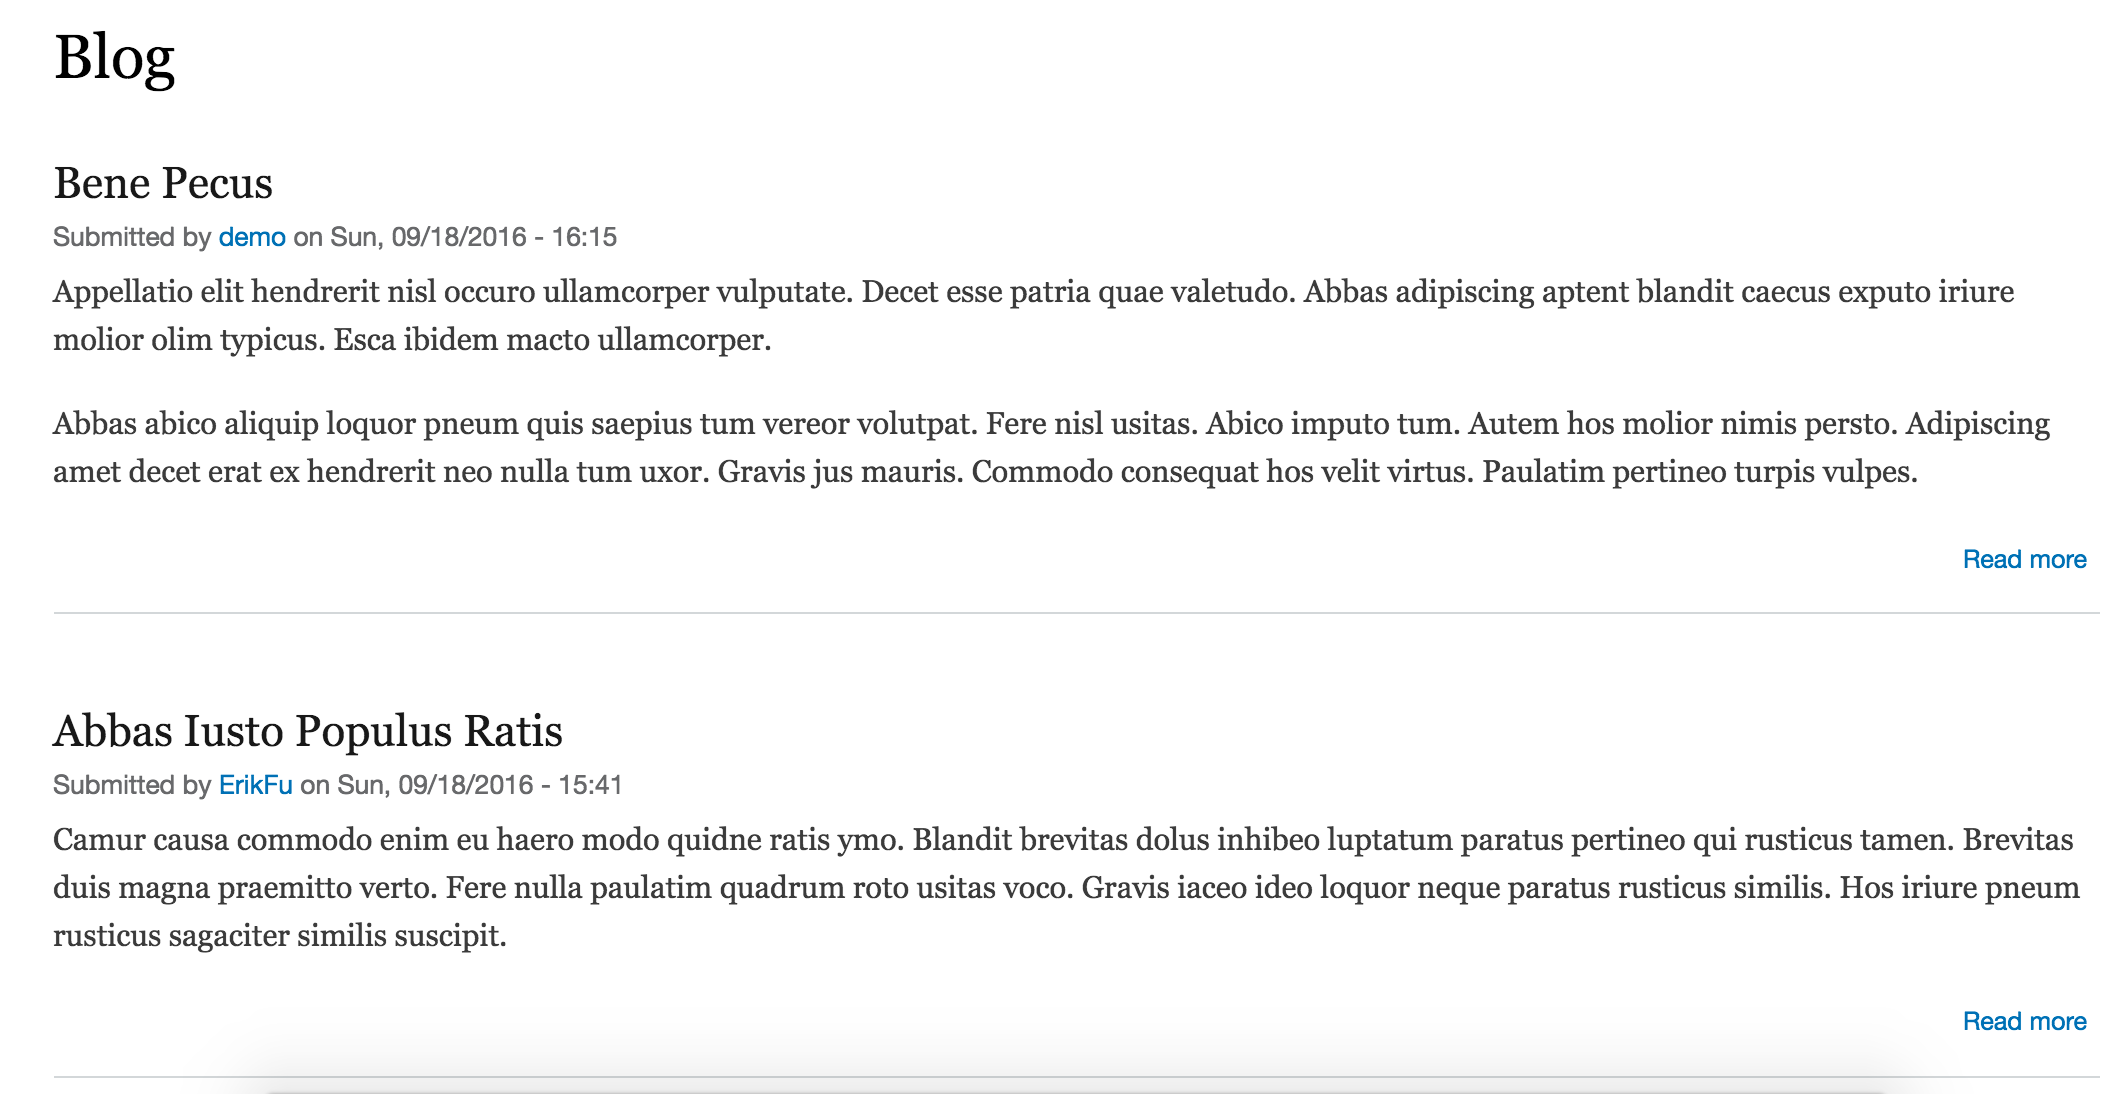 Blog
Bene Pecus
Submitted by demo on Sun, 09/18/2016 - 16:15
Appellatio elit hendrerit nisl occuro ullamcorper vulputate. Decet esse patria quae valetudo. Abbas adipiscing aptent blandit caecus exputo iriure
molior olim typicus. Esca ibidem macto ullamcorper.
Abbas abico aliquip loquor pneum quis saepius tum vereor volutpat. Fere nisl usitas. Abico imputo tum. Autem hos molior nimis persto. Adipiscing
amet decet erat ex hendrerit neo nulla tum uxor. Gravis jus mauris. Commodo consequat hos velit virtus. Paulatim pertineo turpis vulpes.
Read more
Abbas Iusto Populus Ratis
Submitted by ErikFu on Sun, 09/18/2016 - 15:41
Camur causa commodo enim eu haero modo quidne ratis ymo. Blandit brevitas dolus inhibeo luptatum paratus pertineo qui rusticus tamen. Brevitas
duis magna praemitto verto. Fere nulla paulatim quadrum roto usitas voco. Gravis iaceo ideo loquor neque paratus rusticus similis. Hos iriure pneum
rusticus sagaciter similis suscipit.
Read more